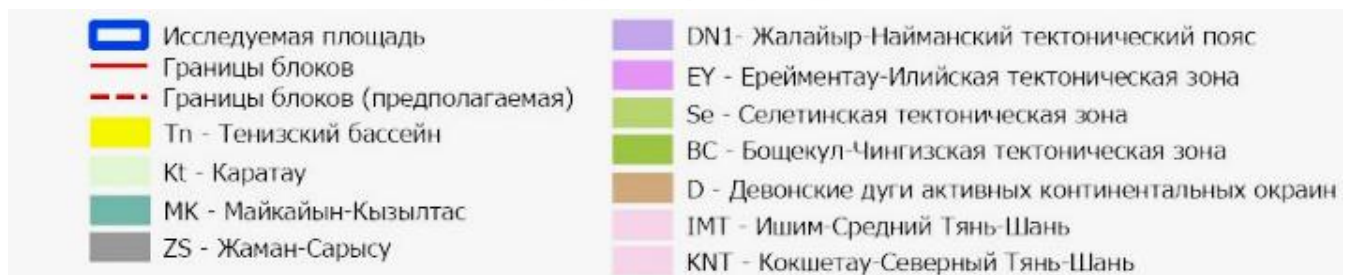 Исследуемая площадь
Границы блоков
Границы блоков (предполагаемая)
Tn - Тенизский бассейн
Kt - Каратау
MK - Майкайын-Кызылтас
ZS - Жаман-Сарысу
DN1- Жалайыр-Найманский тектонический пояс
EY - Ерейментау-Илийская тектоническая зона
Se - Селетинская тектоническая зона
BC - Бощекул-Чингизская тектоническая зона
D - Девонские дуги активных континентальных окраин
IMT - Ишим-Средний Тянь-Шань
KNT - Кокшетау-Северный Тянь-Шань